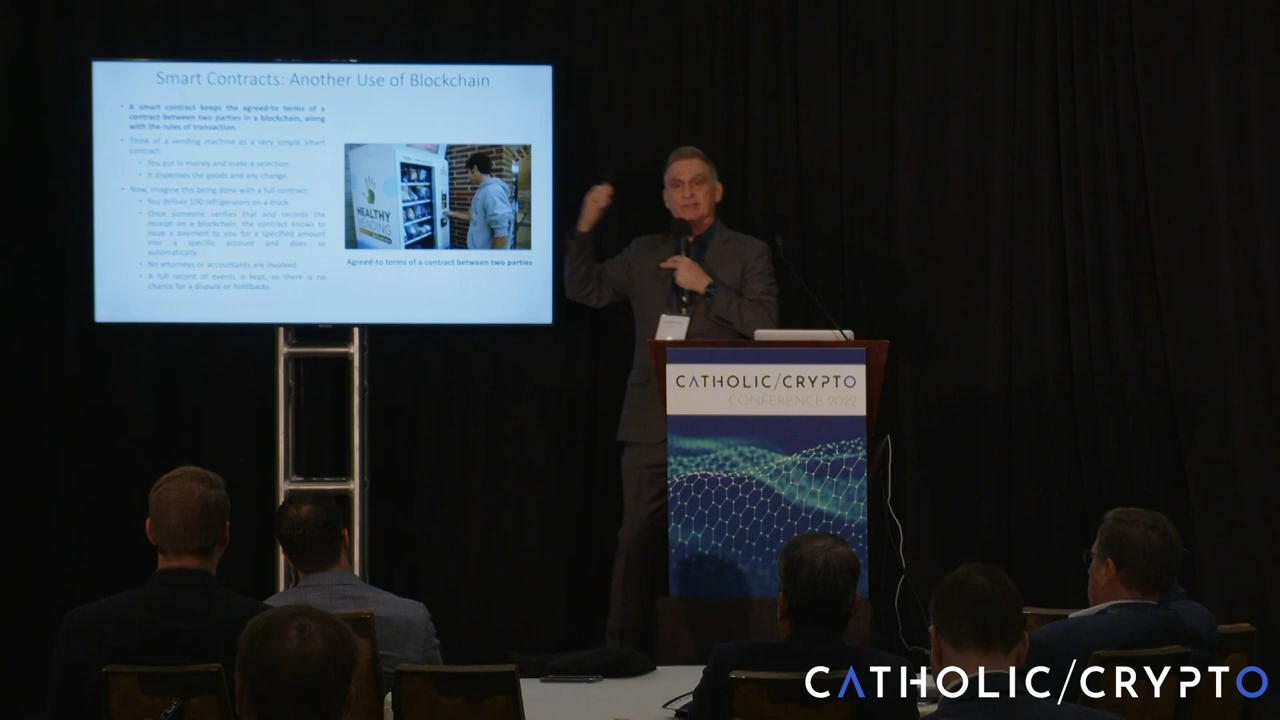 Smart Contracts: Another Use of Blockchain
• A smart contract keeps the agreed-to terms of a
contract between two parties in a blockchain, along
with the rules of transaction.
• Think of a vending machine as a very simple smart
contract:
• You put in money and make a selection.
• It dispenses the goods and any change.
• Now, imagine this being done with a full contract:
• You deliver 100 refrigerators on a truck.
• Once someone verifies that and records the
receipt on a blockchain, the contract knows to
issue a payment to you for a specified amount
into a specific account and does so
automatically.
• No attorneys or accountants are involved.
• A full record of events is kept, so there is no
chance for a dispute or holdbacks.
HEALTHY
VENDING
Agreed-to terms of a contract between two parties
CATHOLIC/CRYPTO
CONFERENCE 2022
CATHOLIC/CRYPTO